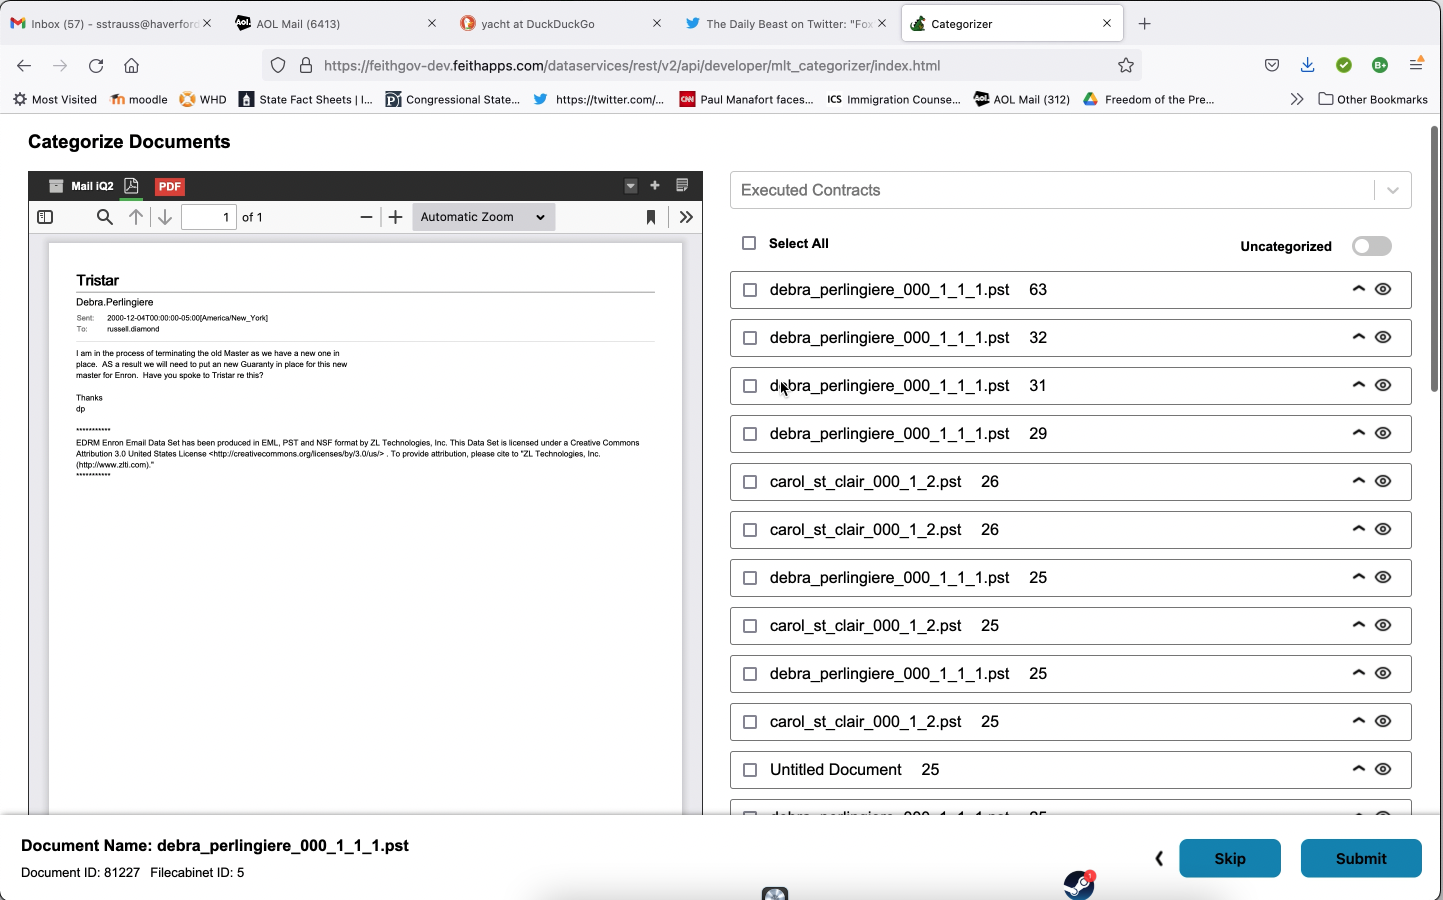 Inbox (57) - sstrauss@haverford
AOL Mail (6413)
yacht at DuckDuckGo
The Daily Beast on Twitter: "Fox
Categorizer
https://feithgov-dev.feithapps.com/dataservices/rest/v2/api/developer/mlt_categorizer/index.html
Most Visited
moodle
WHD
State Fact Sheets | I...
Congressional State...
https://twitter.com/...
CNN
Paul Manafort faces...
ICS
Immigration Counse...
Aol.
AOL Mail (312)
Freedom of the Pre...
Other Bookmarks
Categorize Documents
Mail iQ2
PDF
1 of 1
Automatic Zoom
Tristar
Debra.Perlingiere
Sent: 2000-12-04T00:00:00-05:00[America/New_York]
To: russell.diamond
I am in the process of terminating the old Master as we have a new one in
place. AS a result we will need to put an new Guaranty in place for this new
master for Enron. Have you spoke to Tristar re this?
Thanks
dp
***********
EDRM Enron Email Data Set has been produced in EML, PST and NSF format by ZL Technologies, Inc. This Data Set is licensed under a Creative Commons
Attribution 3.0 United States License <http://creativecommons.org/licenses/by/3.0/us/> . To provide attribution, please cite to "ZL Technologies, Inc.
(http://www.zlti.com)."
***********
Executed Contracts
Select All
Uncategorized
debra_perlingiere_000_1_1_1.pst 63
debra_perlingiere_000_1_1_1.pst 32
debra_perlingiere_000_1_1_1.pst 31
debra_perlingiere_000_1_1_1.pst 29
carol_st_clair_000_1_2.pst 26
carol_st_clair_000_1_2.pst 26
debra_perlingiere_000_1_1_1.pst 25
carol_st_clair_000_1_2.pst 25
debra_perlingiere_000_1_1_1.pst 25
carol_st_clair_000_1_2.pst 25
Untitled Document 25
debra_perlingiere_000_1_1_1.pst 25
Document Name: debra_perlingiere_000_1_1_1.pst
Document ID: 81227 Filecabinet ID: 5
Skip
Submit
1